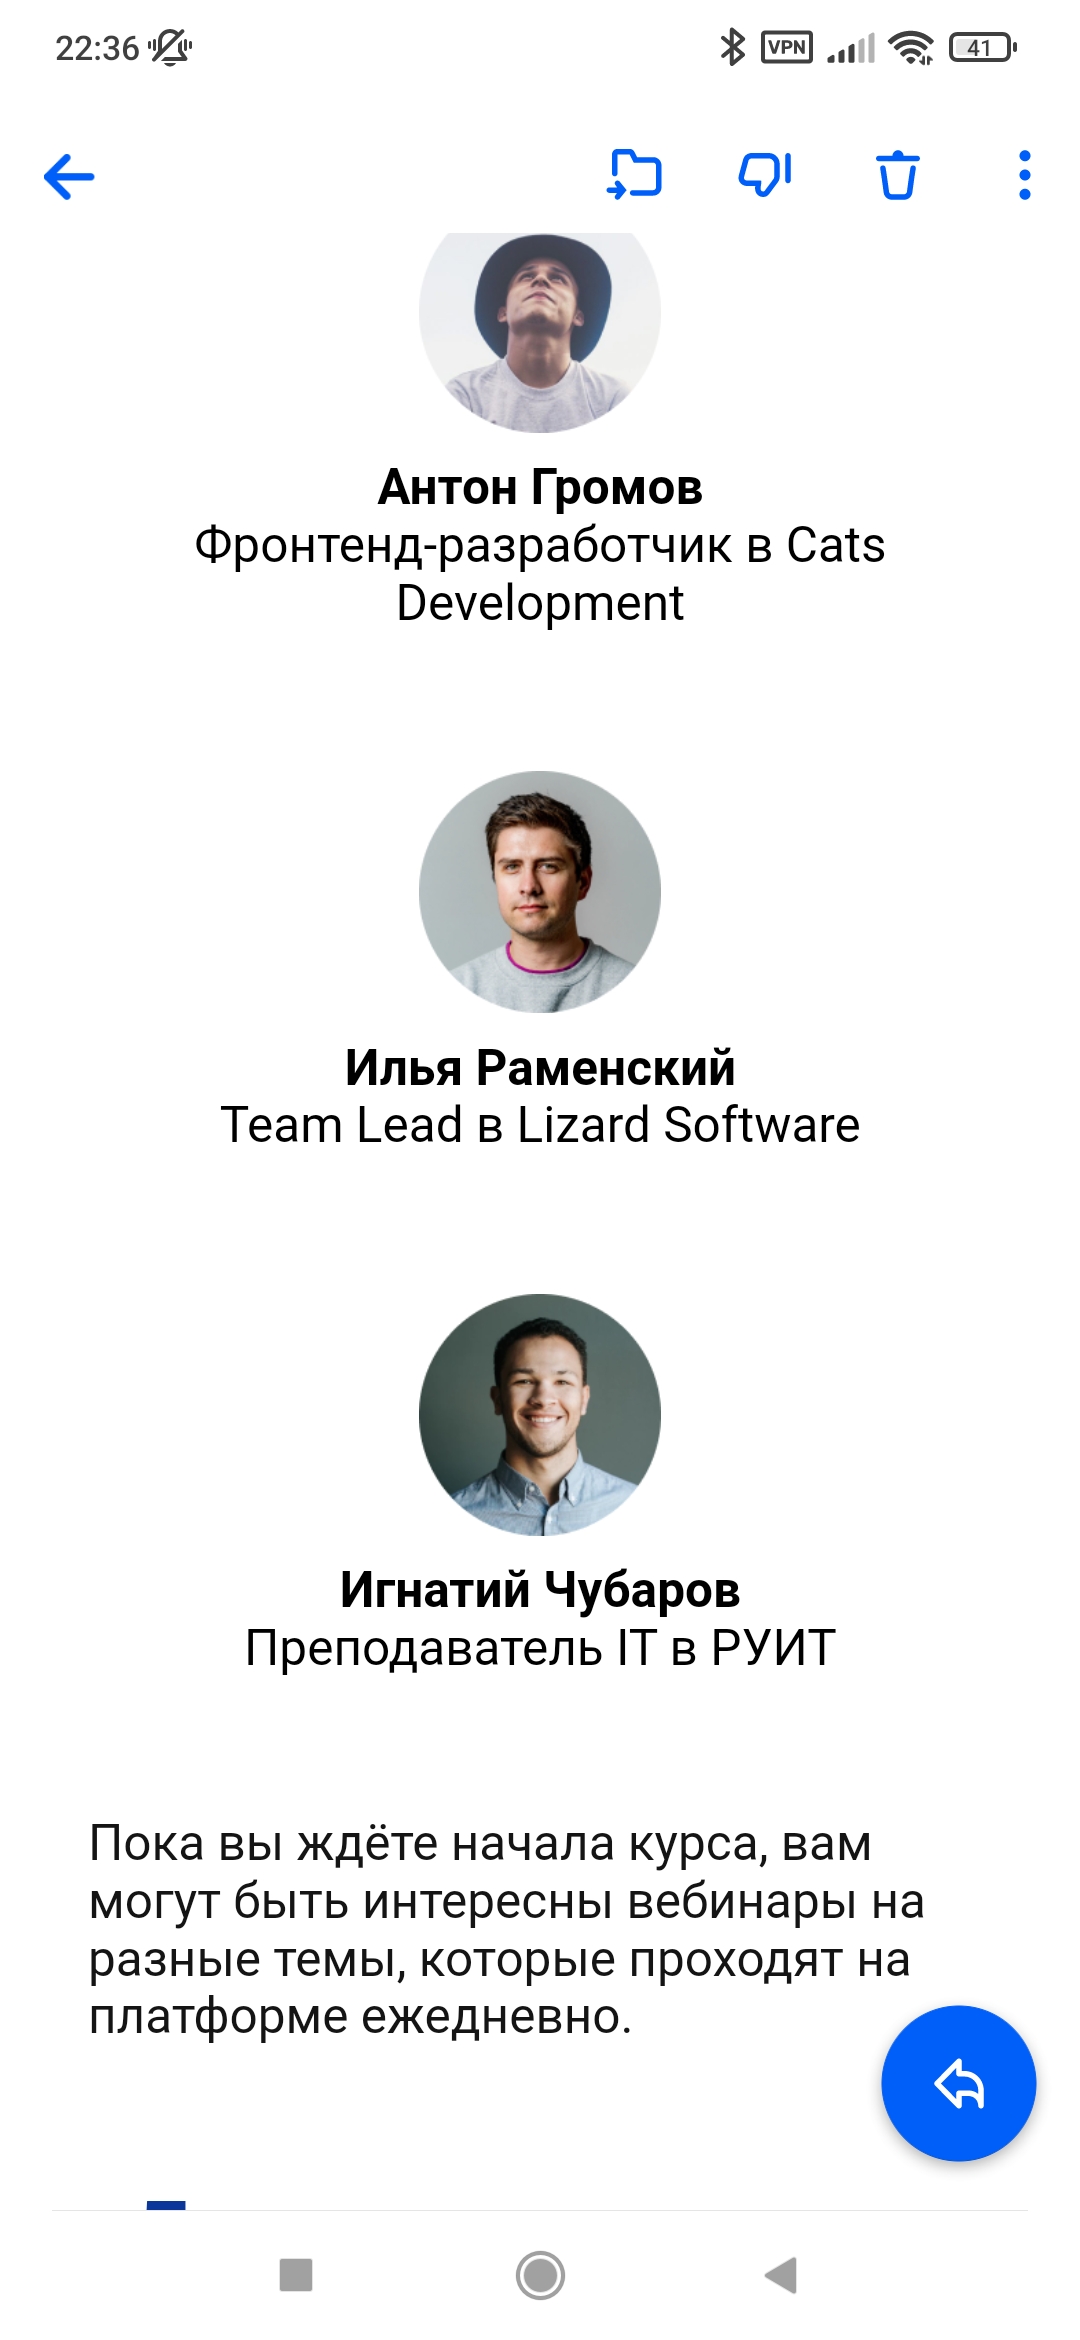 22:36
VPN
41
Антон Громов
Фронтенд-разработчик в Cats
Development
Илья Раменский
Team Lead в Lizard Software
Игнатий Чубаров
Преподаватель IT в РУИТ
Пока вы ждёте начала курса, вам
могут быть интересны вебинары на
разные темы, которые проходят на
платформе ежедневно.